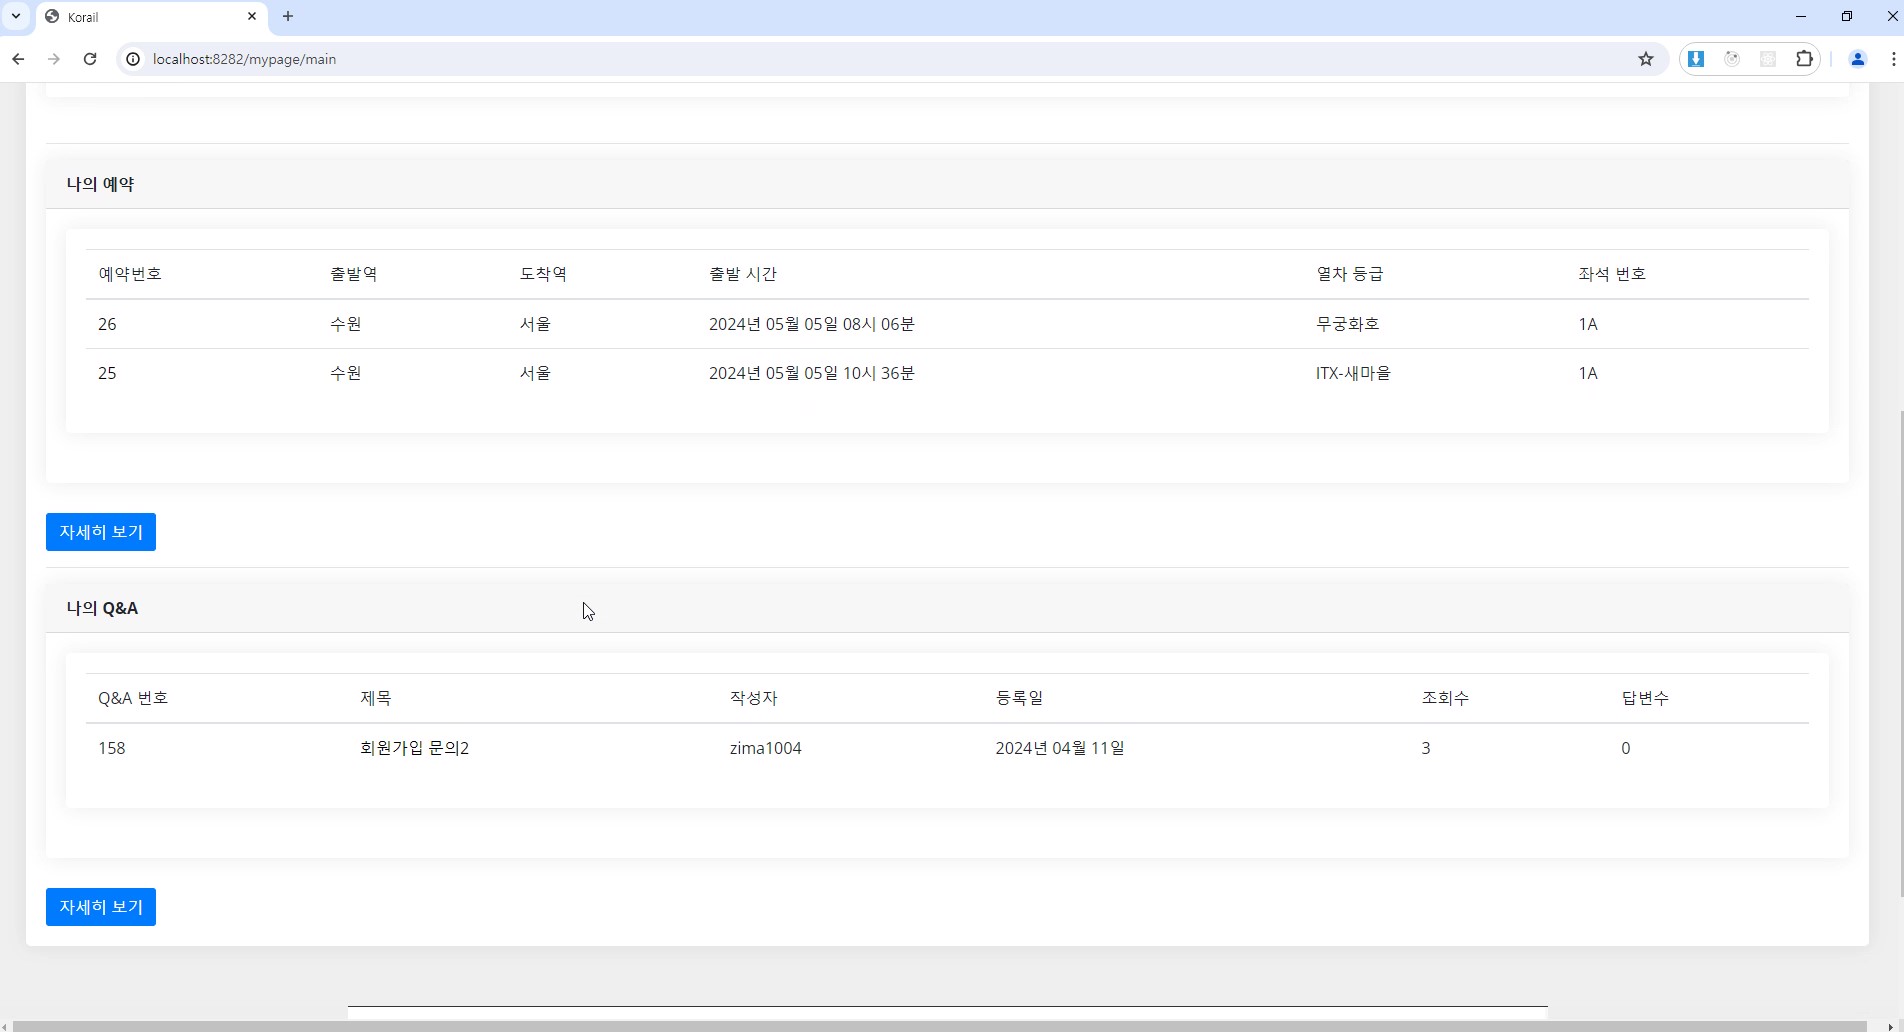 Korail
localhost:8282/mypage/main
나의 예약
예약번호 출발역 도착역 출발 시간 열차 등급 좌석 번호
26 수원 서울 2024년 05월 05일 08시 06분 무궁화호 1A
25 수원 서울 2024년 05월 05일 10시 36분 ITX-새마을 1A
자세히 보기
나의 Q&A
Q&A 번호 제목 작성자 등록일 조회수 답변수
158 회원가입 문의2 zima1004 2024년 04월 11일 3 0
자세히 보기